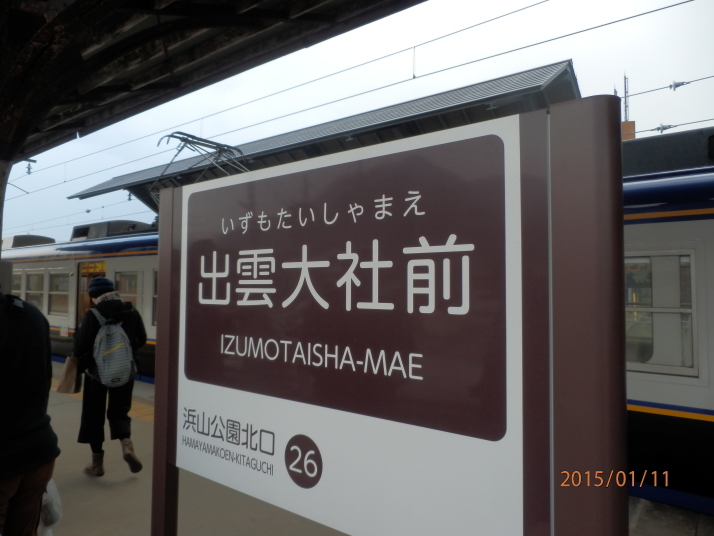 いずもたいしゃまえ
出雲大社前
IZUMOTAISHA-MAE
浜山公園北口
HAMAYAMAKOEN-KITAGUCHI
26
2015/01/11